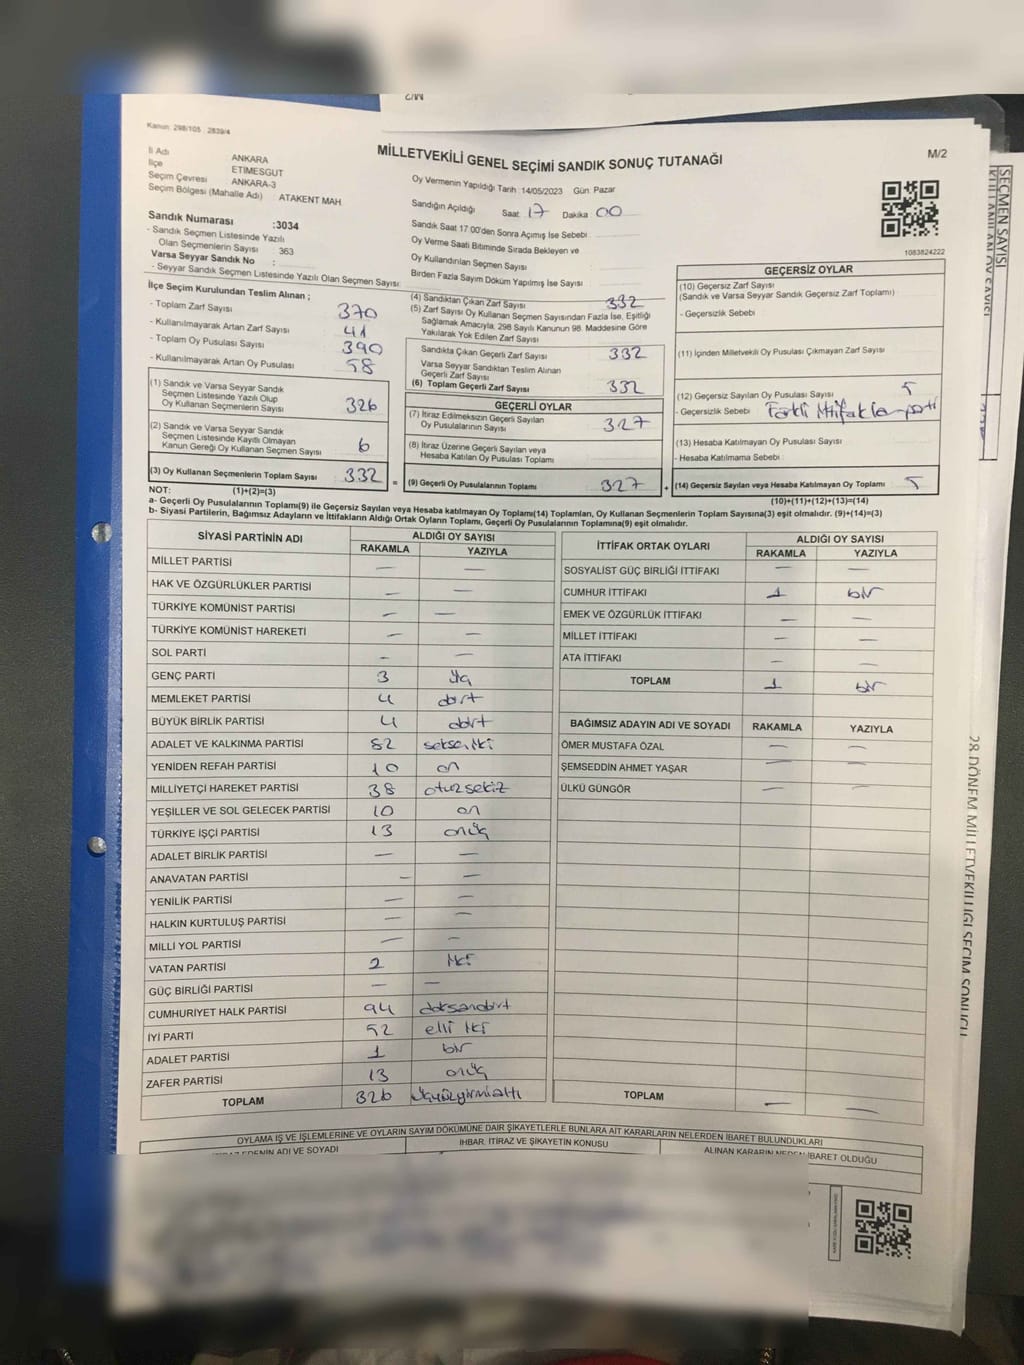 Kanun: 298/105 : 2839/4
MİLLETVEKİLİ GENEL SEÇİMİ SANDIK SONUÇ TUTANAĞI
M/2
İli Adı ANKARA
İlçe ETİMESGUT
Seçim Çevresi ANKARA-3
Seçim Bölgesi (Mahalle Adı) : ATAKENT MAH
Sandık Numarası :3034
- Sandık Seçmen Listesinde Yazılı
Olan Seçmenlerin Sayısı : 363
Varsa Seyyar Sandık No :
- Seyyar Sandık Seçmen Listesinde Yazılı Olan Seçmen Sayısı:
Oy Vermenin Yapıldığı Tarih :14/05/2023 Gün: Pazar
Sandığın Açıldığı Saat 17 Dakika 00
Sandık Saat 17.00'den Sonra Açılmış İse Sebebi
Oy Verme Saati Bitiminde Sırada Bekleyen ve
Oy Kullandırılan Seçmen Sayısı
Birden Fazla Sayım Döküm Yapılmış İse Sayısı
1083824222
İlçe Seçim Kurulundan Teslim Alınan ;
- Toplam Zarf Sayısı 370
- Kullanılmayarak Artan Zarf Sayısı 41
- Toplam Oy Pusulası Sayısı 390
- Kullanılmayarak Artan Oy Pusulası 58
(1) Sandık ve Varsa Seyyar Sandık
Seçmen Listesinde Yazılı Olup
Oy Kullanan Seçmenlerin Sayısı 326
(2) Sandık ve Varsa Seyyar Sandık
Seçmen Listesinde Kayıtlı Olmayan
Kanun Gereği Oy Kullanan Seçmen Sayısı 6
(3) Oy Kullanan Seçmenlerin Toplam Sayısı 332 =
(1)+(2)=(3)
(4) Sandıktan Çıkan Zarf Sayısı 332
(5) Zarf Sayısı Oy Kullanan Seçmen Sayısından Fazla İse, Eşitliği
Sağlamak Amacıyla, 298 Sayılı Kanunun 98. Maddesine Göre
Yakılarak Yok Edilen Zarf Sayısı
Sandıkta Çıkan Geçerli Zarf Sayısı 332
Varsa Seyyar Sandıktan Teslim Alınan
Geçerli Zarf Sayısı
(6) Toplam Geçerli Zarf Sayısı 332
GEÇERLİ OYLAR
(7) İtiraz Edilmeksizin Geçerli Sayılan
Oy Pusulalarının Sayısı 327
(8) İtiraz Üzerine Geçerli Sayılan veya
Hesaba Katılan Oy Pusulası Toplamı
(9) Geçerli Oy Pusulalarının Toplamı 327 +
GEÇERSİZ OYLAR
(10) Geçersiz Zarf Sayısı
(Sandık ve Varsa Seyyar Sandık Geçersiz Zarf Toplamı)
- Geçersizlik Sebebi
(11) İçinden Milletvekili Oy Pusulası Çıkmayan Zarf Sayısı
(12) Geçersiz Sayılan Oy Pusulası Sayısı 5
- Geçersizlik Sebebi : Farklı ittifakla
(13) Hesaba Katılmayan Oy Pusulası Sayısı
- Hesaba Katılmama Sebebi
(14) Geçersiz Sayılan veya Hesaba Katılmayan Oy Toplamı 5
(10)+(11)+(12)+(13)=(14)
NOT:
a- Geçerli Oy Pusulalarının Toplamı(9) ile Geçersiz Sayılan veya Hesaba katılmayan Oy Toplamı(14) Toplamları, Oy Kullanan Seçmenlerin Toplam Sayısına(3) eşit olmalıdır. (9)+(14)=(3)
b- Siyasi Partilerin, Bağımsız Adayların ve İttifakların Aldığı Ortak Oyların Toplamı, Geçerli Oy Pusulalarının Toplamına(9) eşit olmalıdır.
SİYASİ PARTİNİN ADI ALDIĞI OY SAYISI
RAKAMLA YAZIYLA
MİLLET PARTİSİ — —
HAK VE ÖZGÜRLÜKLER PARTİSİ — —
TÜRKİYE KOMÜNİST PARTİSİ — —
TÜRKİYE KOMÜNİST HAREKETİ — —
SOL PARTİ — —
GENÇ PARTİ 3 üç
MEMLEKET PARTİSİ 4 dört
BÜYÜK BİRLİK PARTİSİ 4 dört
ADALET VE KALKINMA PARTİSİ 82 seksen iki
YENİDEN REFAH PARTİSİ 10 on
MİLLİYETÇİ HAREKET PARTİSİ 38 otuzsekiz
YEŞİLLER VE SOL GELECEK PARTİSİ 10 on
TÜRKİYE İŞÇİ PARTİSİ 13 onüç
ADALET BİRLİK PARTİSİ — —
ANAVATAN PARTİSİ — —
YENİLİK PARTİSİ — —
HALKIN KURTULUŞ PARTİSİ — —
MİLLİ YOL PARTİSİ — —
VATAN PARTİSİ 2 iki
GÜÇ BİRLİĞİ PARTİSİ — —
CUMHURİYET HALK PARTİSİ 94 doksandört
İYİ PARTİ 52 elli iki
ADALET PARTİSİ 1 bir
ZAFER PARTİSİ 13 onüç
TOPLAM 326 üçyüzyirmialtı
İTTİFAK ORTAK OYLARI ALDIĞI OY SAYISI
RAKAMLA YAZIYLA
SOSYALİST GÜÇ BİRLİĞİ İTTİFAKI — —
CUMHUR İTTİFAKI 1 bir
EMEK VE ÖZGÜRLÜK İTTİFAKI — —
MİLLET İTTİFAKI — —
ATA İTTİFAKI — —
TOPLAM 1 bir
BAĞIMSIZ ADAYIN ADI VE SOYADI RAKAMLA YAZIYLA
ÖMER MUSTAFA ÖZAL — —
ŞEMSEDDİN AHMET YAŞAR — —
ÜLKÜ GÜNGÖR — —
TOPLAM — —
OYLAMA İŞ VE İŞLEMLERİNE VE OYLARIN SAYIM DÖKÜMÜNE DAİR ŞİKAYETLERLE BUNLARA AİT KARARLARIN NELERDEN İBARET BULUNDUKLARI
EDENİN ADI VE SOYADI İHBAR. İTİRAZ VE ŞİKAYETİN KONUSU ALINAN KARARIN NEDEN İBARET OLDUĞU
SEÇMEN SAYISI
KULLANILAN OY SAYISI
28.DÖNEM MİLLETVEKİLLİĞİ SEÇİM SONUCU